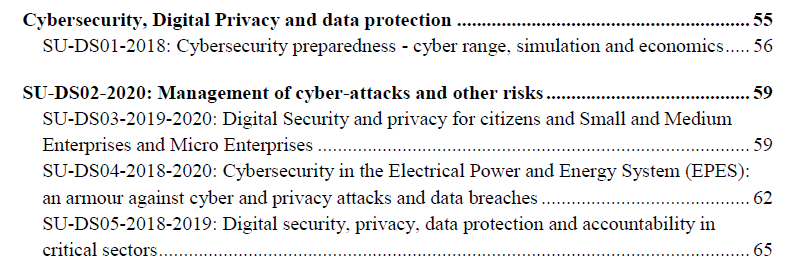 Cybersecurity, Digital Privacy and data protection ................................................................ 55
SU-DS01-2018: Cybersecurity preparedness - cyber range, simulation and economics..... 56
SU-DS02-2020: Management of cyber-attacks and other risks ............................................ 59
SU-DS03-2019-2020: Digital Security and privacy for citizens and Small and Medium
Enterprises and Micro Enterprises ............................................................................................ 59
SU-DS04-2018-2020: Cybersecurity in the Electrical Power and Energy System (EPES):
an armour against cyber and privacy attacks and data breaches ............................................. 62
SU-DS05-2018-2019: Digital security, privacy, data protection and accountability in
critical sectors............................................................................................................................. 65